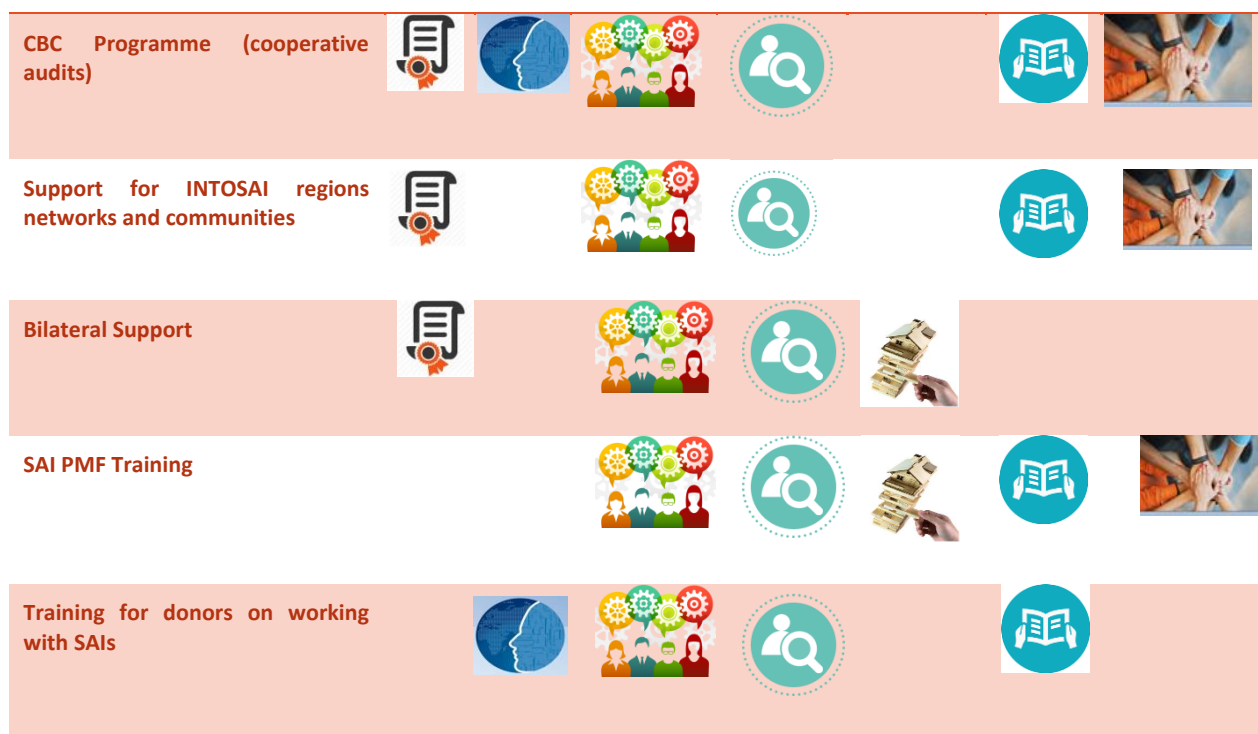 CBC Programme (cooperative
audits)
Support for INTOSAI regions
networks and communities
Bilateral Support
SAI PMF Training
Training for donors on working
with SAIs